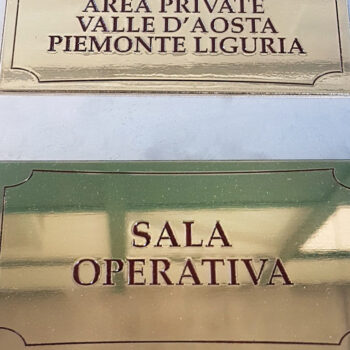 AREA PRIVATE
VALLE D'AOSTA
PIEMONTE LIGURIA
SALA
OPERATIVA